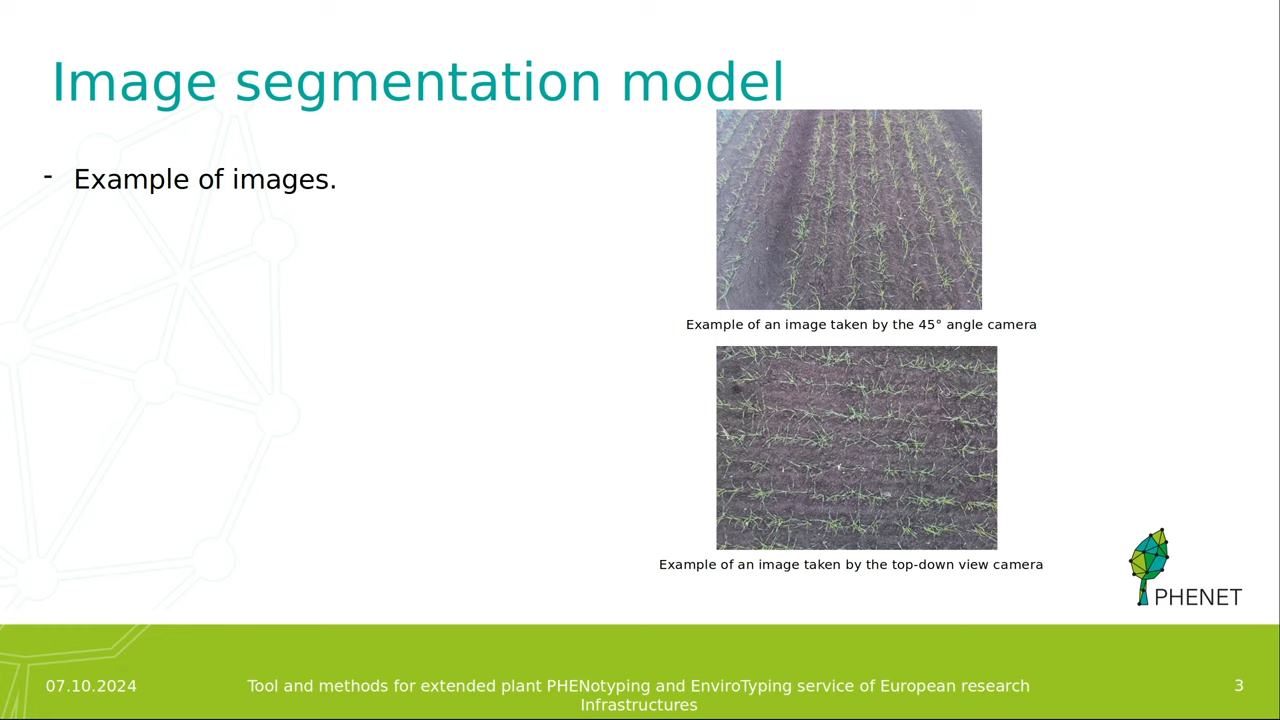 Image segmentation model
- Example of images.
Example of an image taken by the 45° angle camera
Example of an image taken by the top-down view camera
PHENET
07.10.2024
Tool and methods for extended plant PHENotyping and EnviroTyping service of European research
Infrastructures
3